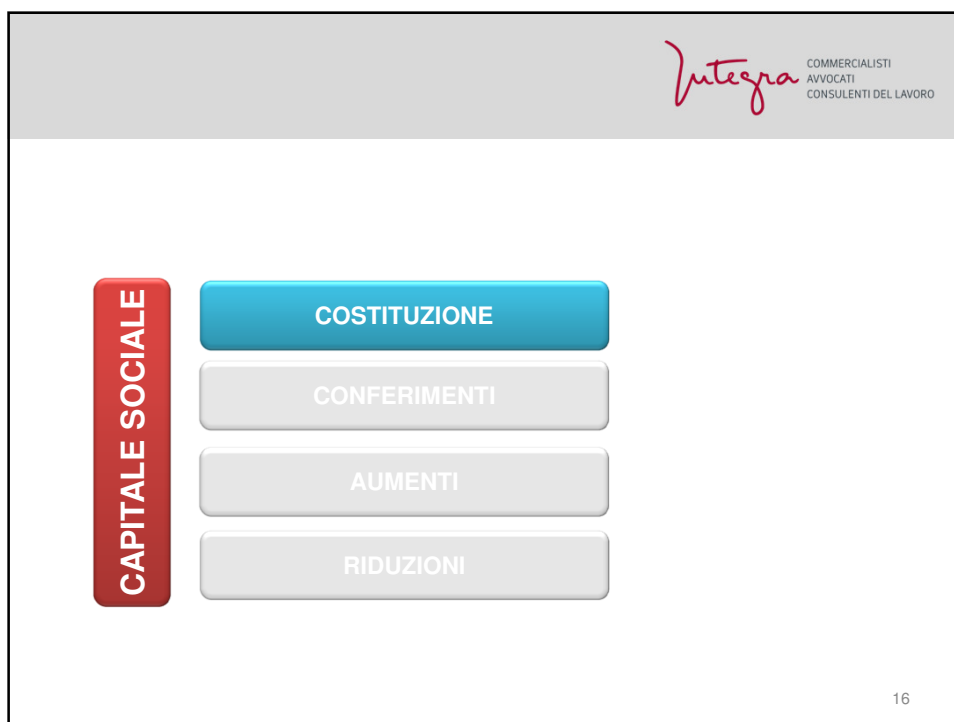 Integra
COMMERCIALISTI
AVVOCATI
CONSULENTI DEL LAVORO
CAPITALE SOCIALE
COSTITUZIONE
CONFERIMENTI
AUMENTI
RIDUZIONI
16